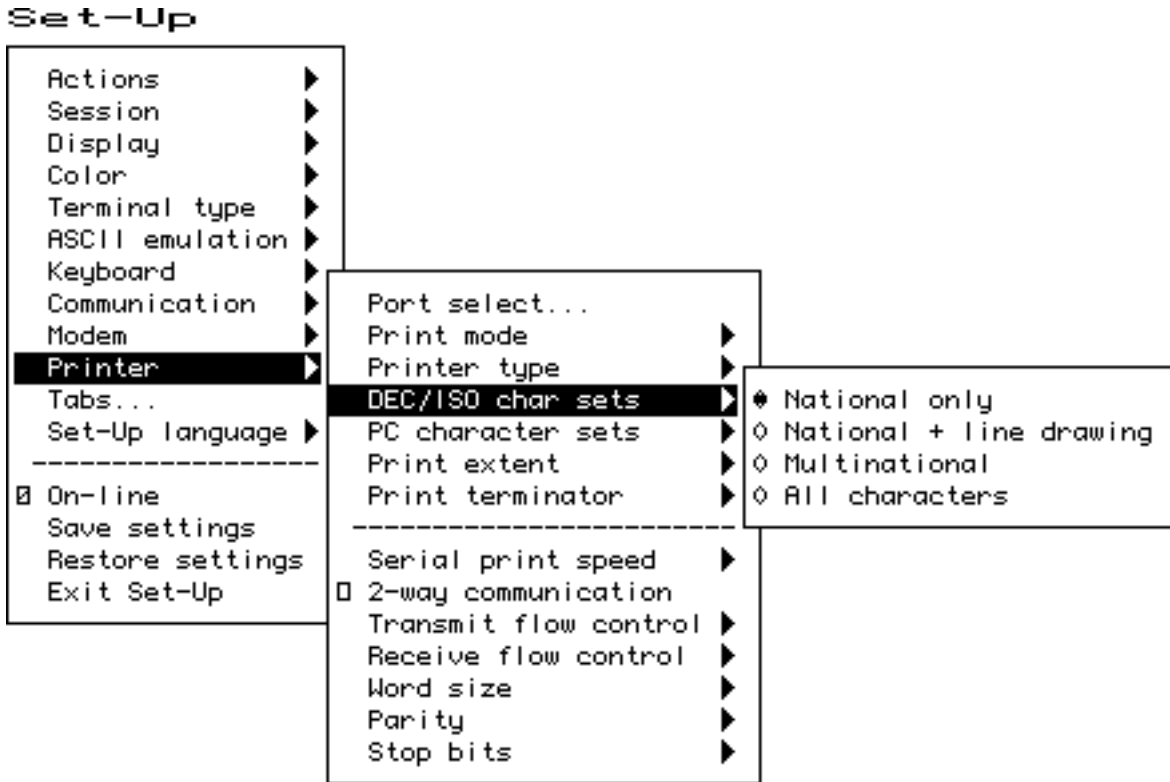 Set-Up
Actions
Session
Display
Color
Terminal type
ASCII emulation
Keyboard
Communication
Modem
Printer
Tabs...
Set-Up language
On-line
Save settings
Restore settings
Exit Set-Up
Port select...
Print mode
Printer type
DEC/ISO char sets
PC character sets
Print extent
Print terminator
Serial print speed
2-way communication
Transmit flow control
Receive flow control
Word size
Parity
Stop bits
National only
National + line drawing
Multinational
All characters